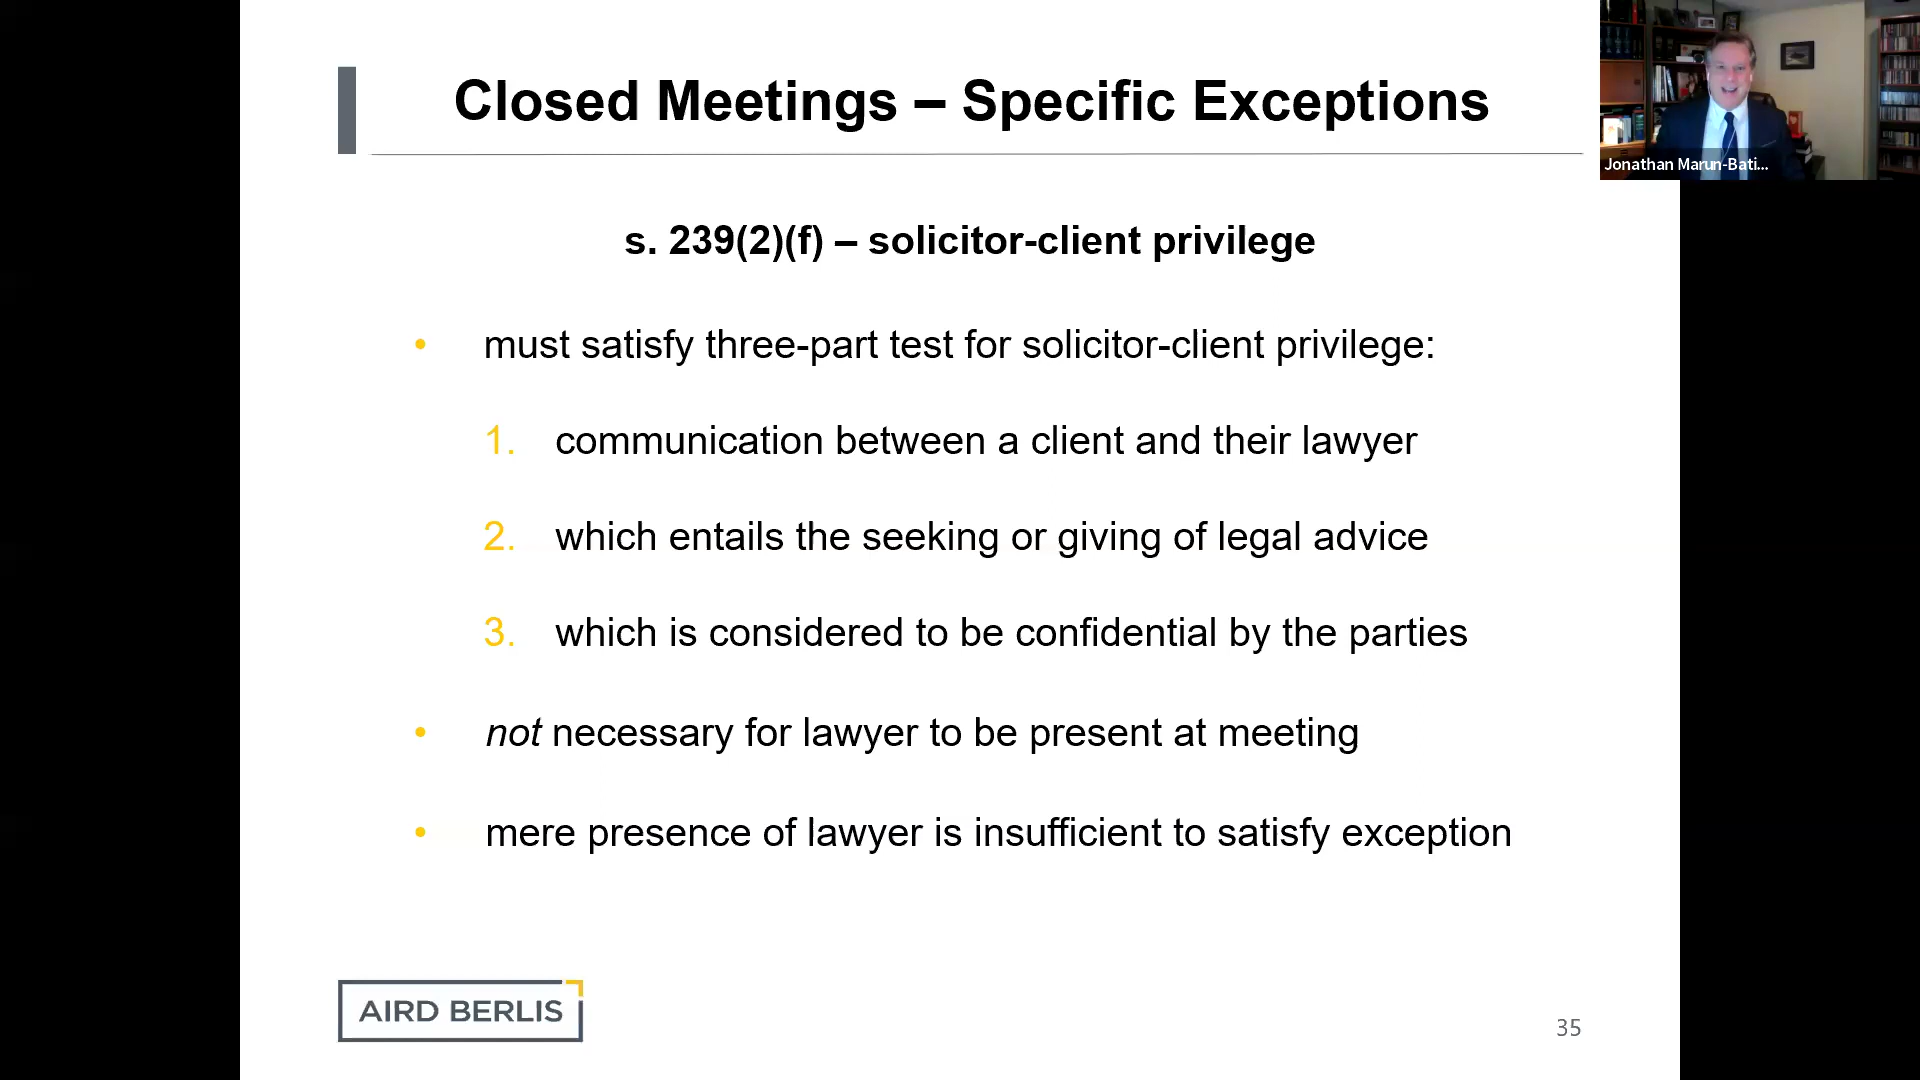 Closed Meetings – Specific Exceptions
Jonathan Marun-Bati...
s. 239(2)(f) – solicitor-client privilege
• must satisfy three-part test for solicitor-client privilege:
1. communication between a client and their lawyer
2. which entails the seeking or giving of legal advice
3. which is considered to be confidential by the parties
• not necessary for lawyer to be present at meeting
• mere presence of lawyer is insufficient to satisfy exception
AIRD BERLIS
35